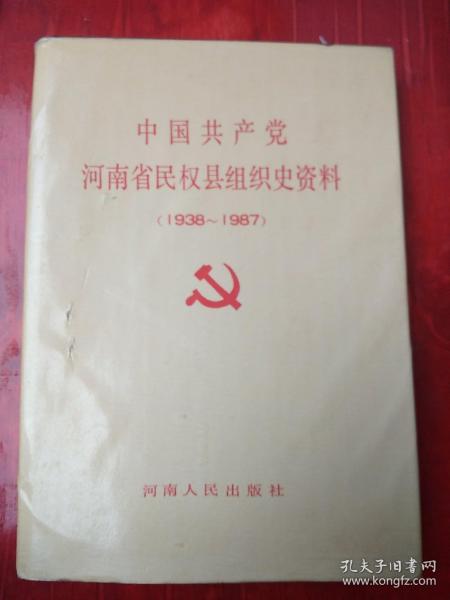 中国共产党
河南省民权县组织史资料
(1938~1987)
河南人民出版社
孔夫子旧书网
www.kongfz.com